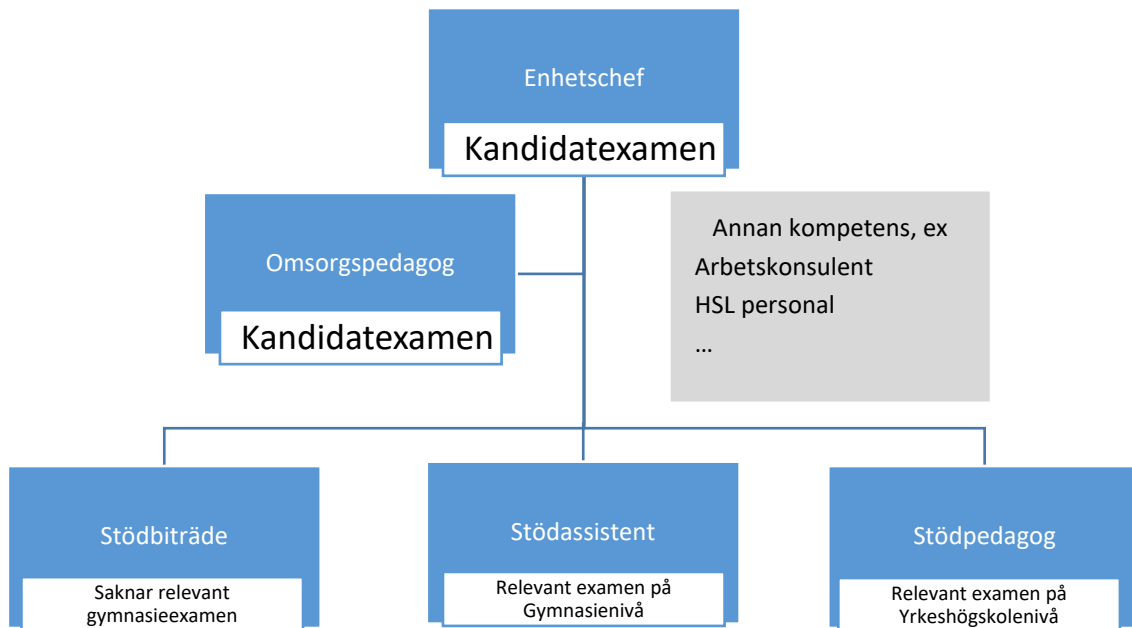 Enhetschef
Kandidatexamen
Omsorgspedagog
Kandidatexamen
Annan kompetens, ex
Arbetskonsulent
HSL personal
...
Stödbiträde
Saknar relevant
gymnasieexamen
Stödassistent
Relevant examen på
Gymnasienivå
Stödpedagog
Relevant examen på
Yrkeshögskolenivå